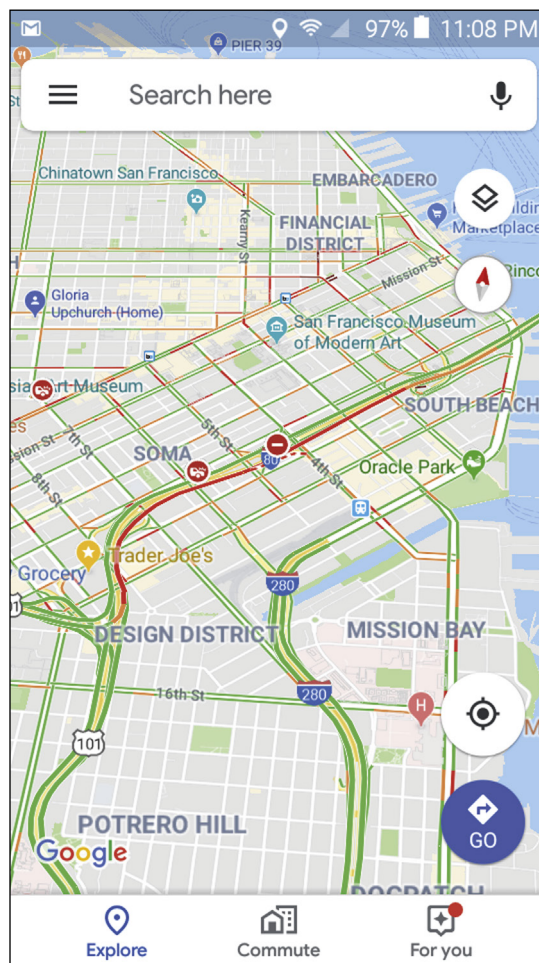 97% 11:08 PM
PIER 39
Search here
Chinatown San Francisco
EMBARCADERO
Kearny St
FINANCIAL
DISTRICT
Marketplace
Mission St
Gloria
Upchurch (Home)
San Francisco Museum
of Modern Art
Art Museum
SOUTH BEACH
5th St
4th St
SOMA
80
7th St
8th St
Oracle Park
Trader Joe's
Grocery
280
DESIGN DISTRICT
MISSION BAY
280
16th St
H
101
GO
POTRERO HILL
Google
DOGPATCH
Explore
Commute
For you